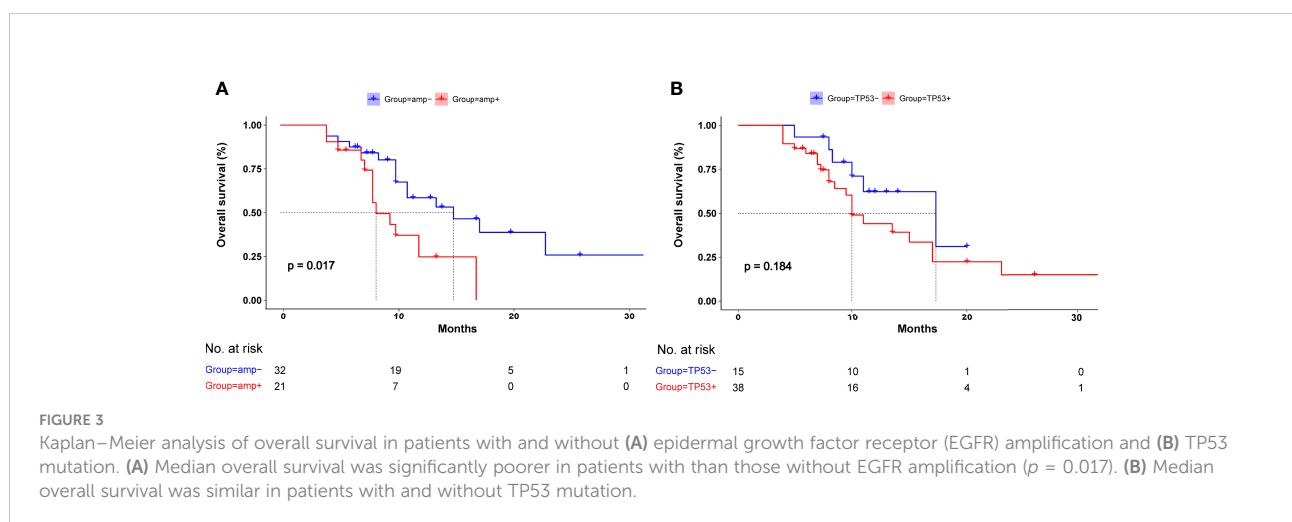 A
Group=amp− Group=amp+
1.00
0.75
0.50
0.25
0.00
Overall survival (%)
p = 0.017
0 10 20 30
Months
No. at risk
Group=amp− 32 19 5 1
Group=amp+ 21 7 0 0
B
Group=TP53− Group=TP53+
1.00
0.75
0.50
0.25
0.00
Overall survival (%)
p = 0.184
0 10 20 30
Months
No. at risk
Group=TP53− 15 10 1 0
Group=TP53+ 38 16 4 1
FIGURE 3
Kaplan–Meier analysis of overall survival in patients with and without (A) epidermal growth factor receptor (EGFR) amplification and (B) TP53
mutation. (A) Median overall survival was significantly poorer in patients with than those without EGFR amplification (p = 0.017). (B) Median
overall survival was similar in patients with and without TP53 mutation.